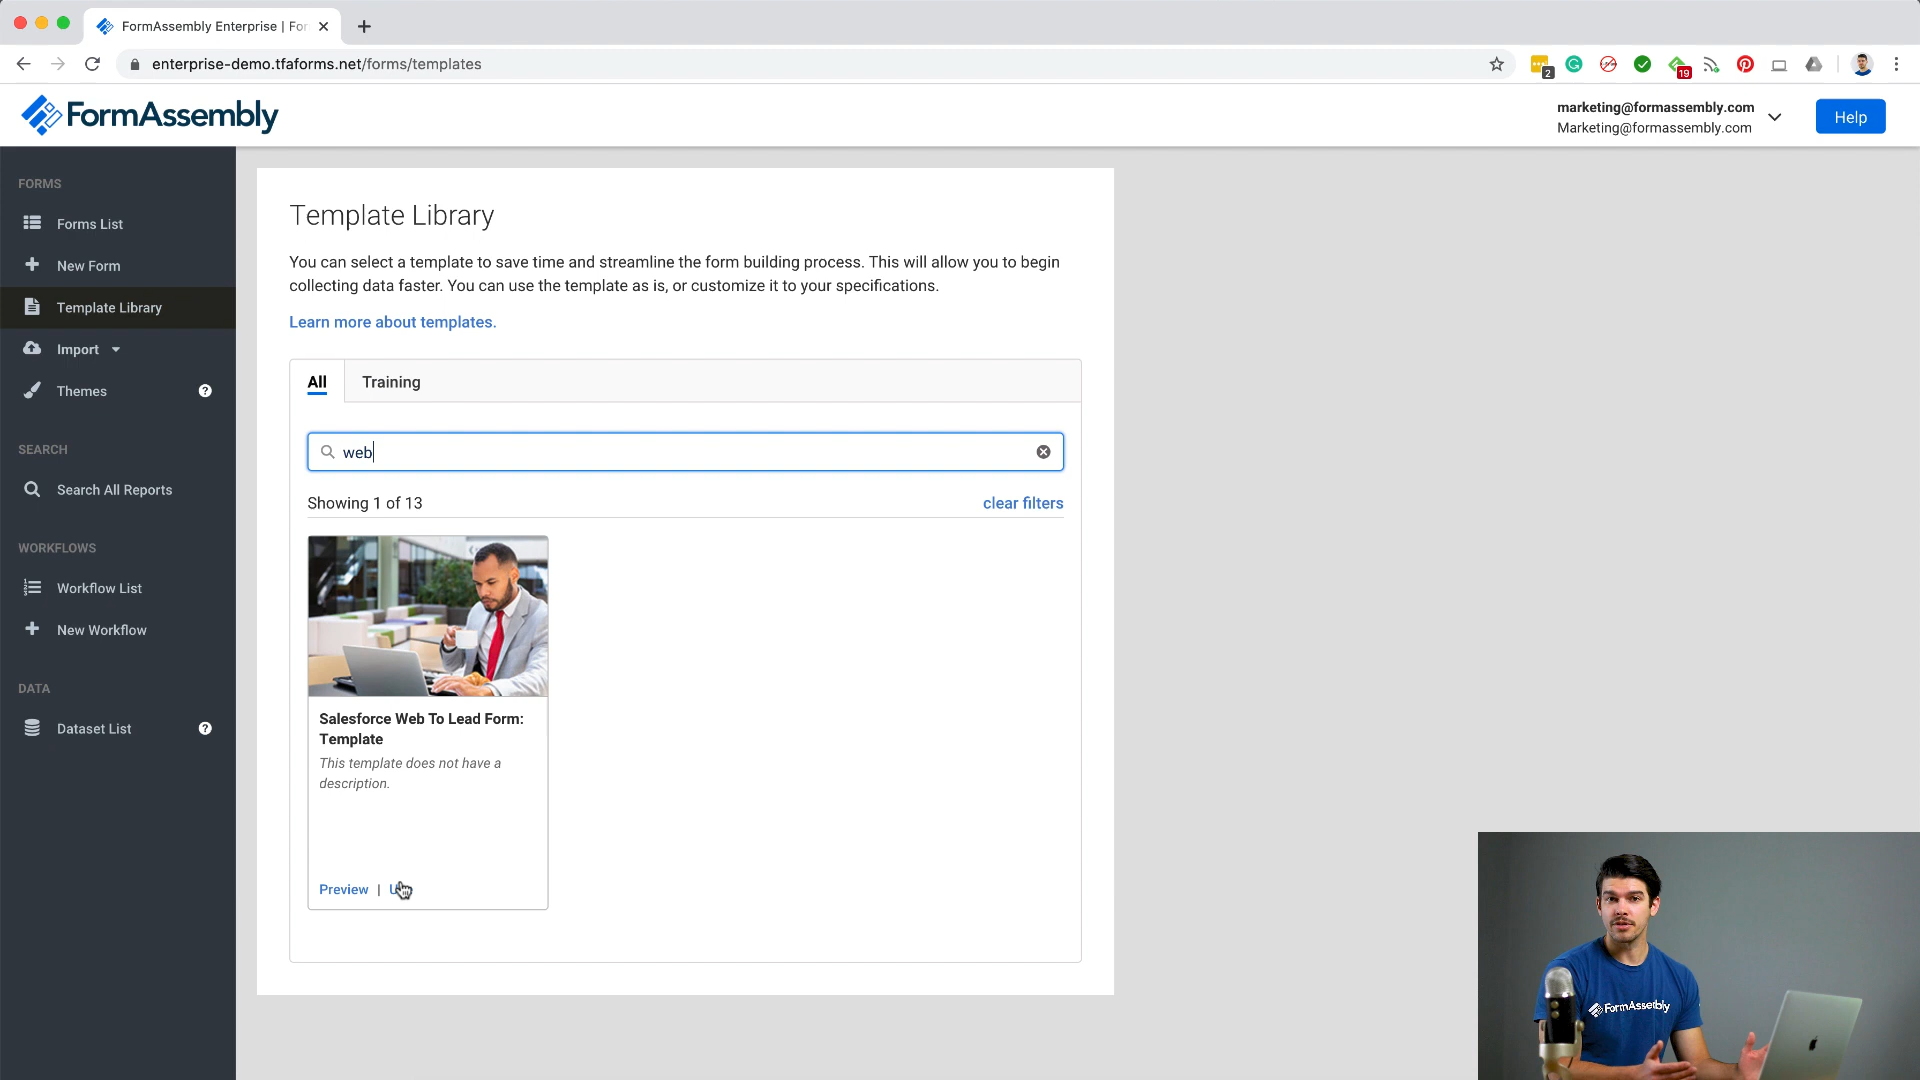 FormAssembly Enterprise | For
enterprise-demo.tfaforms.net/forms/templates
2
19
FormAssembly
marketing@formassembly.com
Marketing@formassembly.com
Help
FORMS
Forms List
New Form
Template Library
Import
Themes
SEARCH
Search All Reports
WORKFLOWS
Workflow List
New Workflow
DATA
Dataset List
Template Library
You can select a template to save time and streamline the form building process. This will allow you to begin
collecting data faster. You can use the template as is, or customize it to your specifications.
Learn more about templates.
All Training
web
Showing 1 of 13 clear filters
Salesforce Web To Lead Form:
Template
This template does not have a
description.
Preview |
FormAssembly